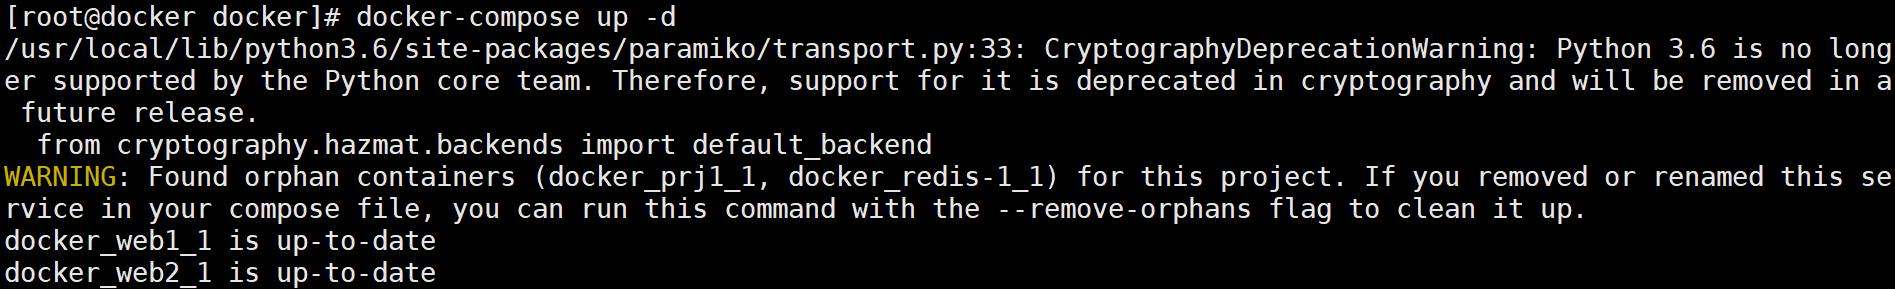 [root@docker docker]# docker-compose up -d
/usr/local/lib/python3.6/site-packages/paramiko/transport.py:33: CryptographyDeprecationWarning: Python 3.6 is no long
er supported by the Python core team. Therefore, support for it is deprecated in cryptography and will be removed in a
 future release.
  from cryptography.hazmat.backends import default_backend
WARNING: Found orphan containers (docker_prj1_1, docker_redis-1_1) for this project. If you removed or renamed this se
rvice in your compose file, you can run this command with the --remove-orphans flag to clean it up.
docker_web1_1 is up-to-date
docker_web2_1 is up-to-date